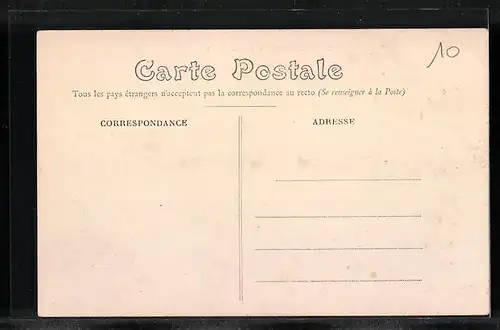 10
Carte Postale
Tous les pays étrangers n'acceptent pas la correspondance au recto (Se renseigner à la Poste)
CORRESPONDANCE
ADRESSE